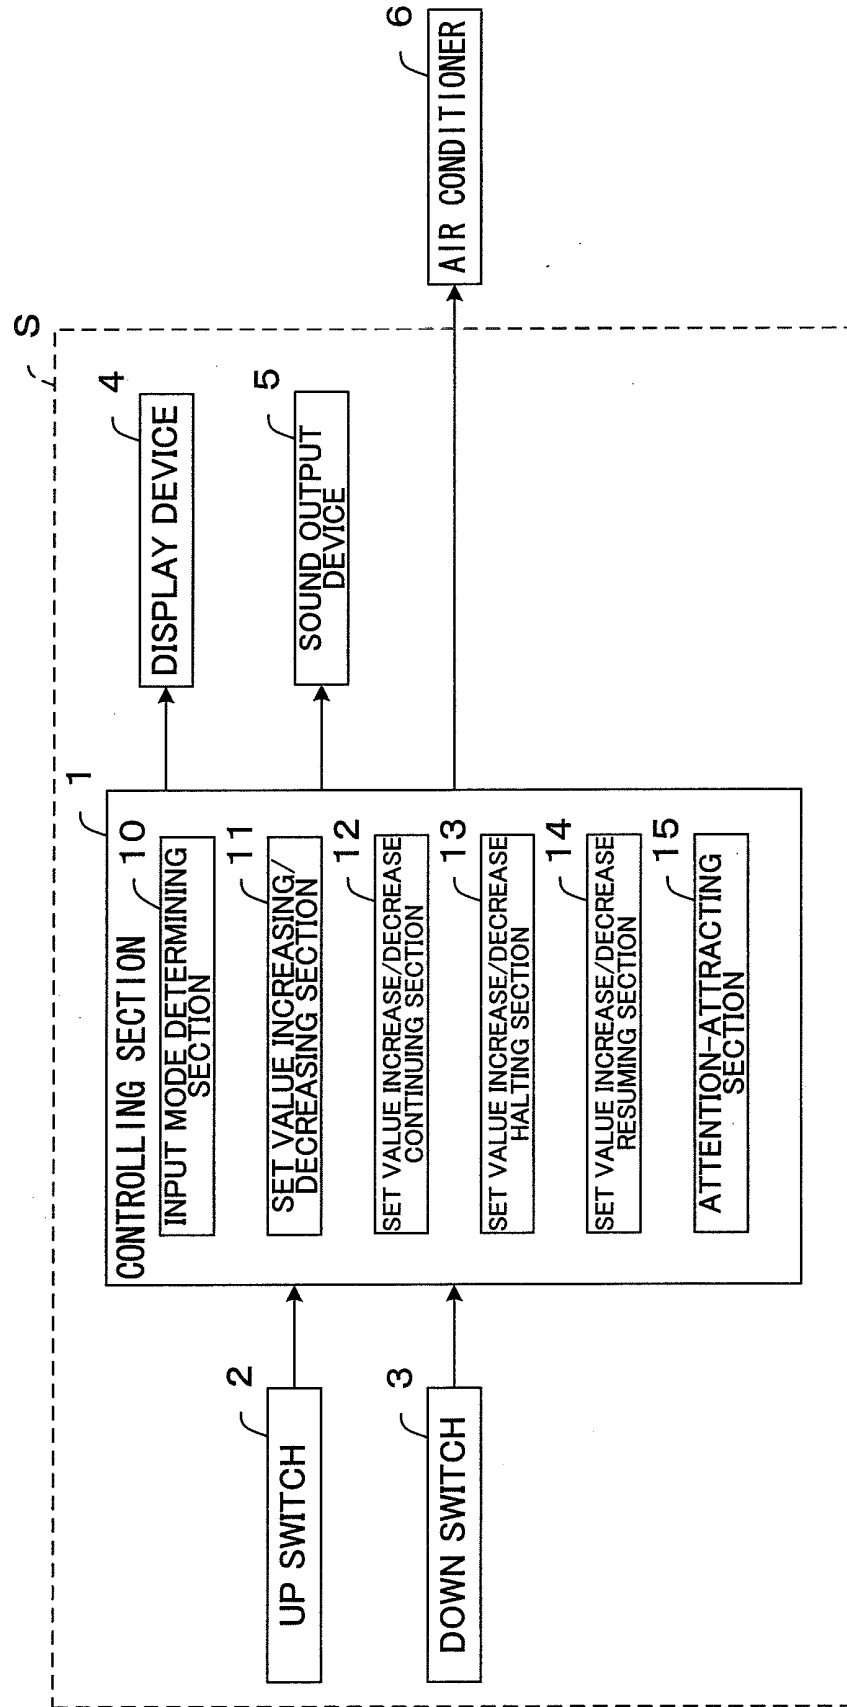 S
1
CONTROLLING SECTION
10
INPUT MODE DETERMINING
SECTION
11
SET VALUE INCREASING/
DECREASING SECTION
12
SET VALUE INCREASE/DECREASE
CONTINUING SECTION
13
SET VALUE INCREASE/DECREASE
HALTING SECTION
14
SET VALUE INCREASE/DECREASE
RESUMING SECTION
15
ATTENTION-ATTRACTING
SECTION
2
UP SWITCH
3
DOWN SWITCH
4
DISPLAY DEVICE
5
SOUND OUTPUT
DEVICE
6
AIR CONDITIONER